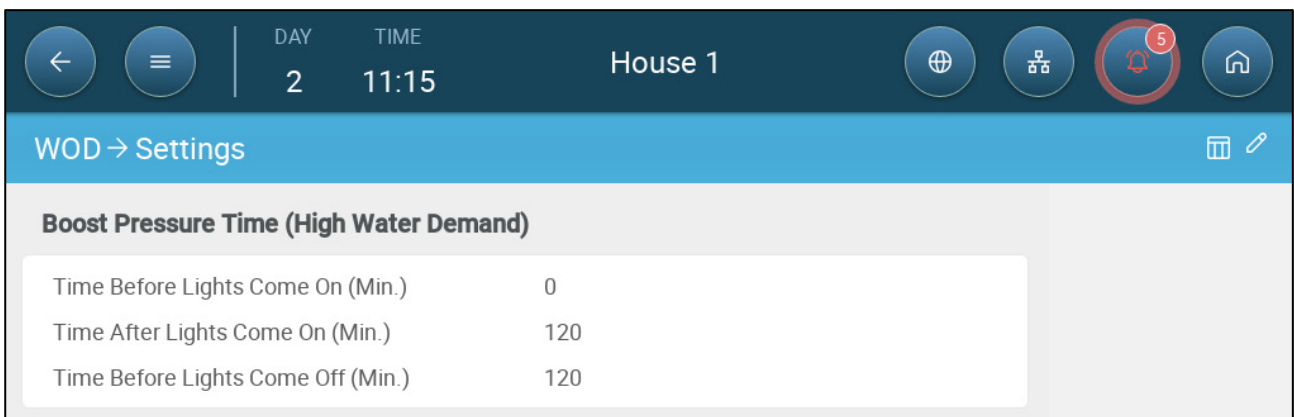 DAY TIME
2 11:15
House 1
5
WOD → Settings
Boost Pressure Time (High Water Demand)
Time Before Lights Come On (Min.) 0
Time After Lights Come On (Min.) 120
Time Before Lights Come Off (Min.) 120